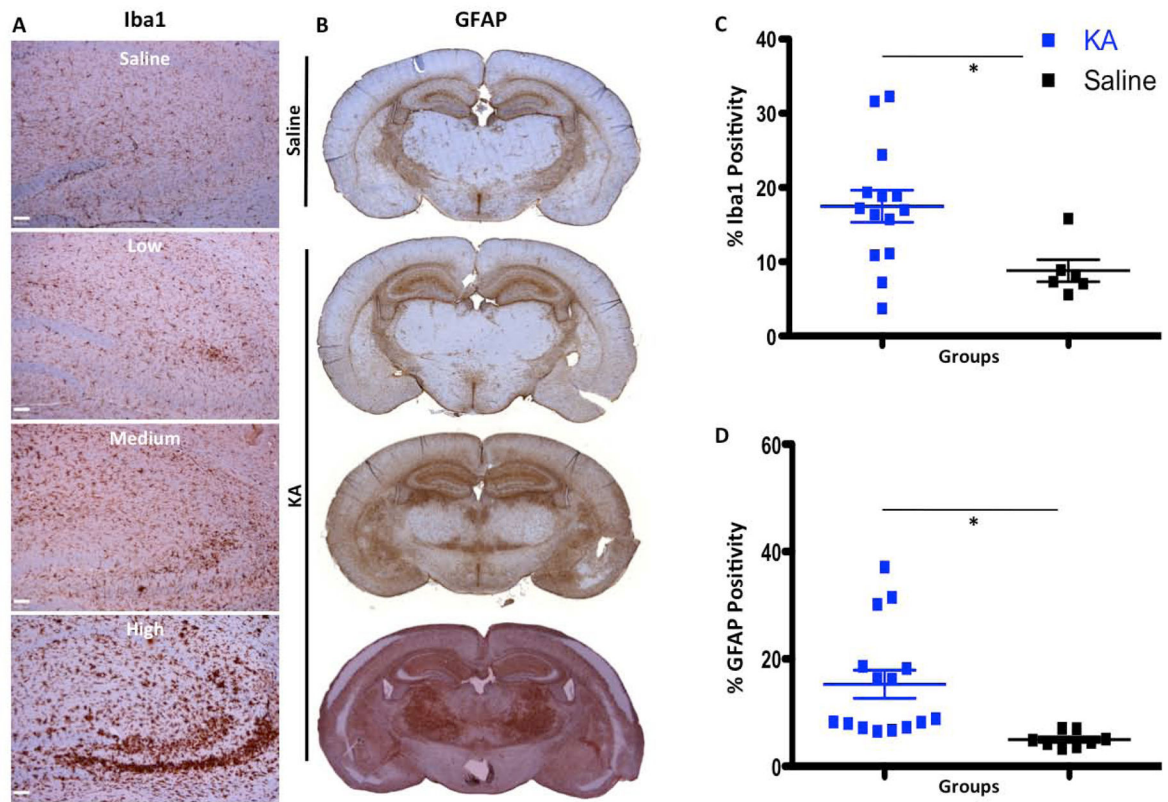 A
Iba1
Saline
Low
Medium
High
B
GFAP
Saline
KA
C
KA
Saline
% Iba1 Positivity
40
30
20
10
0
*
Groups
D
% GFAP Positivity
60
40
20
0
*
Groups